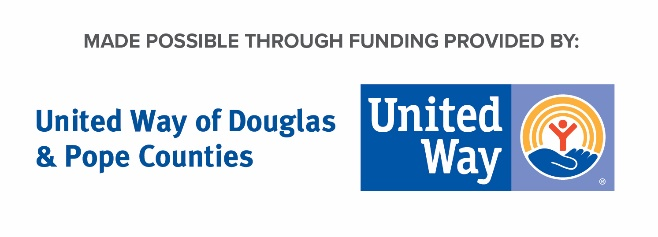 MADE POSSIBLE THROUGH FUNDING PROVIDED BY:
United Way of Douglas
& Pope Counties
United
Way
®